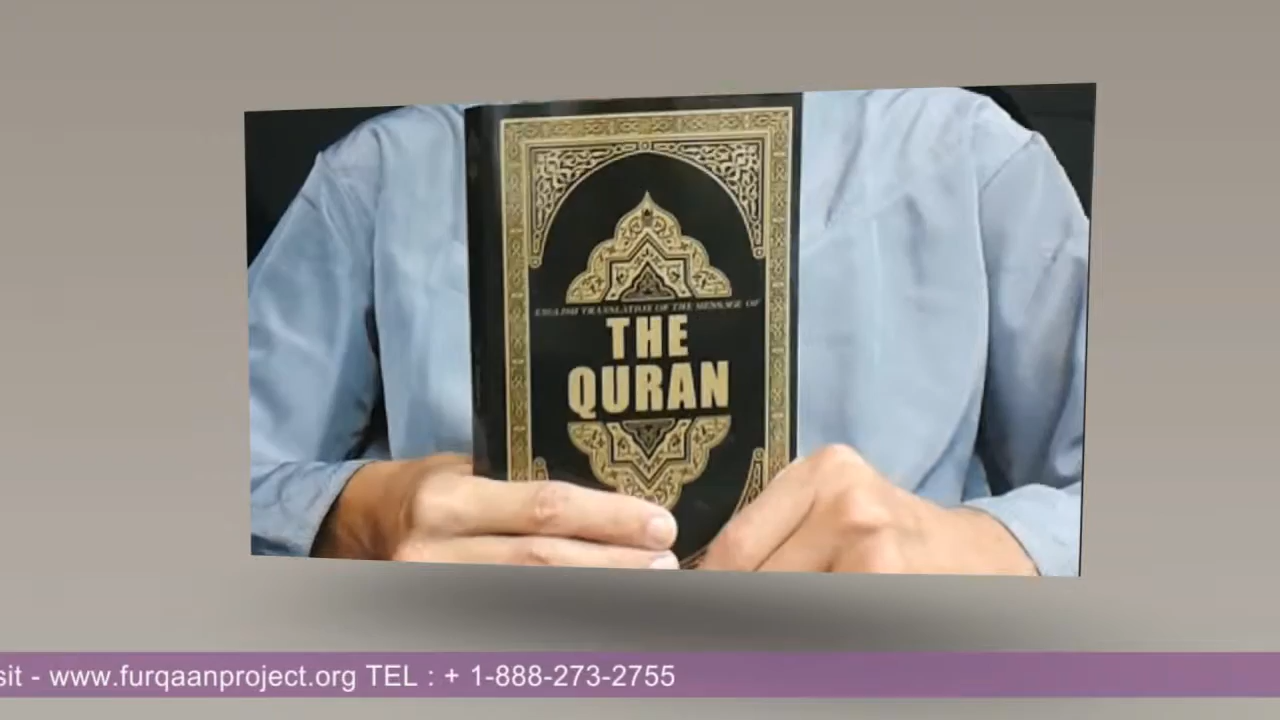 ENGLISH TRANSLATION OF THE MESSAGE OF
THE
QURAN
sit - www.furqaanproject.org TEL : + 1-888-273-2755